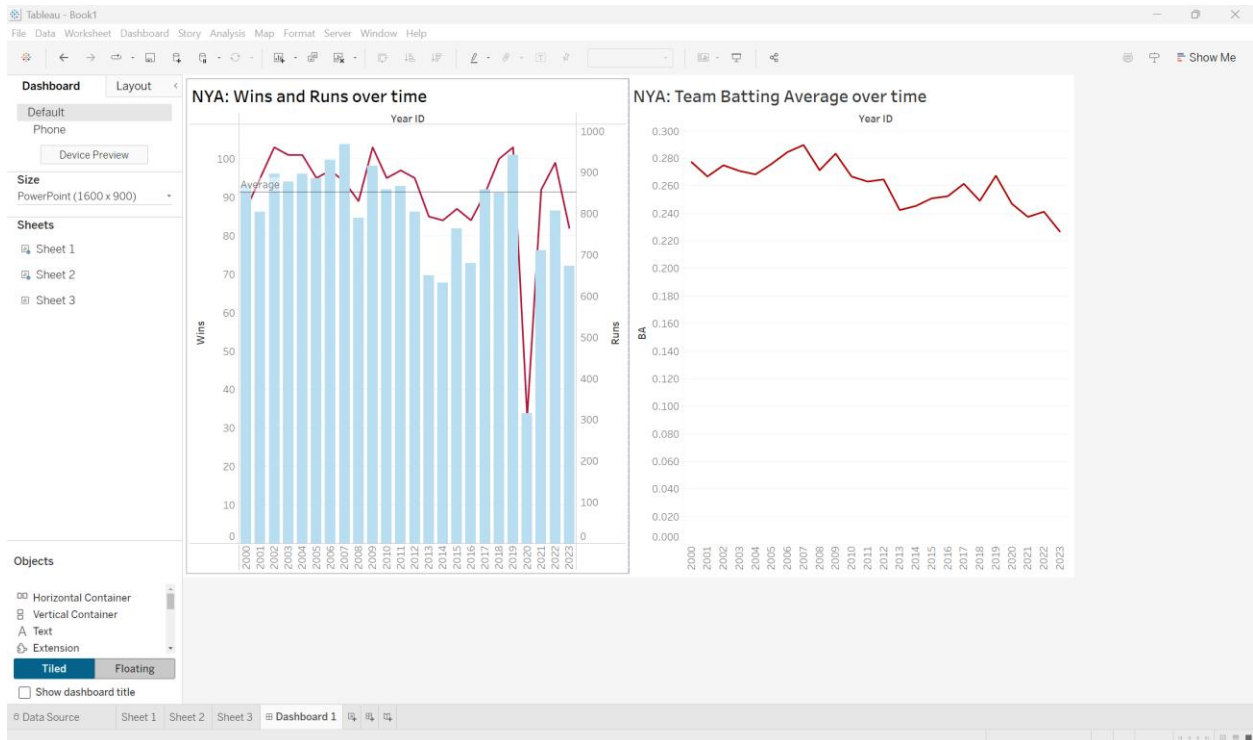 Tableau - Book1
File Data Worksheet Dashboard Story Analysis Map Format Server Window Help
Show Me
Dashboard Layout
Default
Phone
Device Preview
Size
PowerPoint (1600 x 900)
Sheets
Sheet 1
Sheet 2
Sheet 3
Objects
Horizontal Container
Vertical Container
A Text
Extension
Tiled Floating
Show dashboard title
NYA: Wins and Runs over time
Year ID
100
90
80
70
60
50
40
30
20
10
0
Wins
Average
1000
900
800
700
600
500
400
300
200
100
0
Runs
2000 2001 2002 2003 2004 2005 2006 2007 2008 2009 2010 2011 2012 2013 2014 2015 2016 2017 2018 2019 2020 2021 2022 2023
NYA: Team Batting Average over time
Year ID
0.300
0.280
0.260
0.240
0.220
0.200
0.180
0.160
0.140
0.120
0.100
0.080
0.060
0.040
0.020
0.000
BA
2000 2001 2002 2003 2004 2005 2006 2007 2008 2009 2010 2011 2012 2013 2014 2015 2016 2017 2018 2019 2020 2021 2022 2023
Data Source Sheet 1 Sheet 2 Sheet 3 Dashboard 1